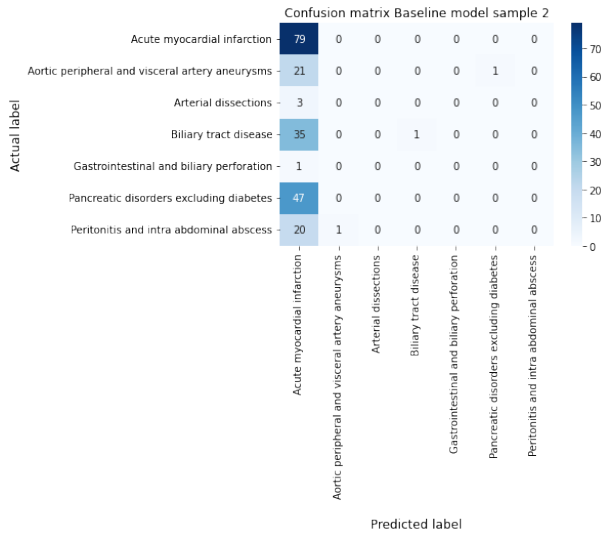 Confusion matrix Baseline model sample 2
Actual label
Acute myocardial infarction 79 0 0 0 0 0 0
Aortic peripheral and visceral artery aneurysms 21 0 0 0 0 1 0
Arterial dissections 3 0 0 0 0 0 0
Biliary tract disease 35 0 0 1 0 0 0
Gastrointestinal and biliary perforation 1 0 0 0 0 0 0
Pancreatic disorders excluding diabetes 47 0 0 0 0 0 0
Peritonitis and intra abdominal abscess 20 1 0 0 0 0 0
Acute myocardial infarction
Aortic peripheral and visceral artery aneurysms
Arterial dissections
Biliary tract disease
Gastrointestinal and biliary perforation
Pancreatic disorders excluding diabetes
Peritonitis and intra abdominal abscess
Predicted label
70
60
50
40
30
20
10
0